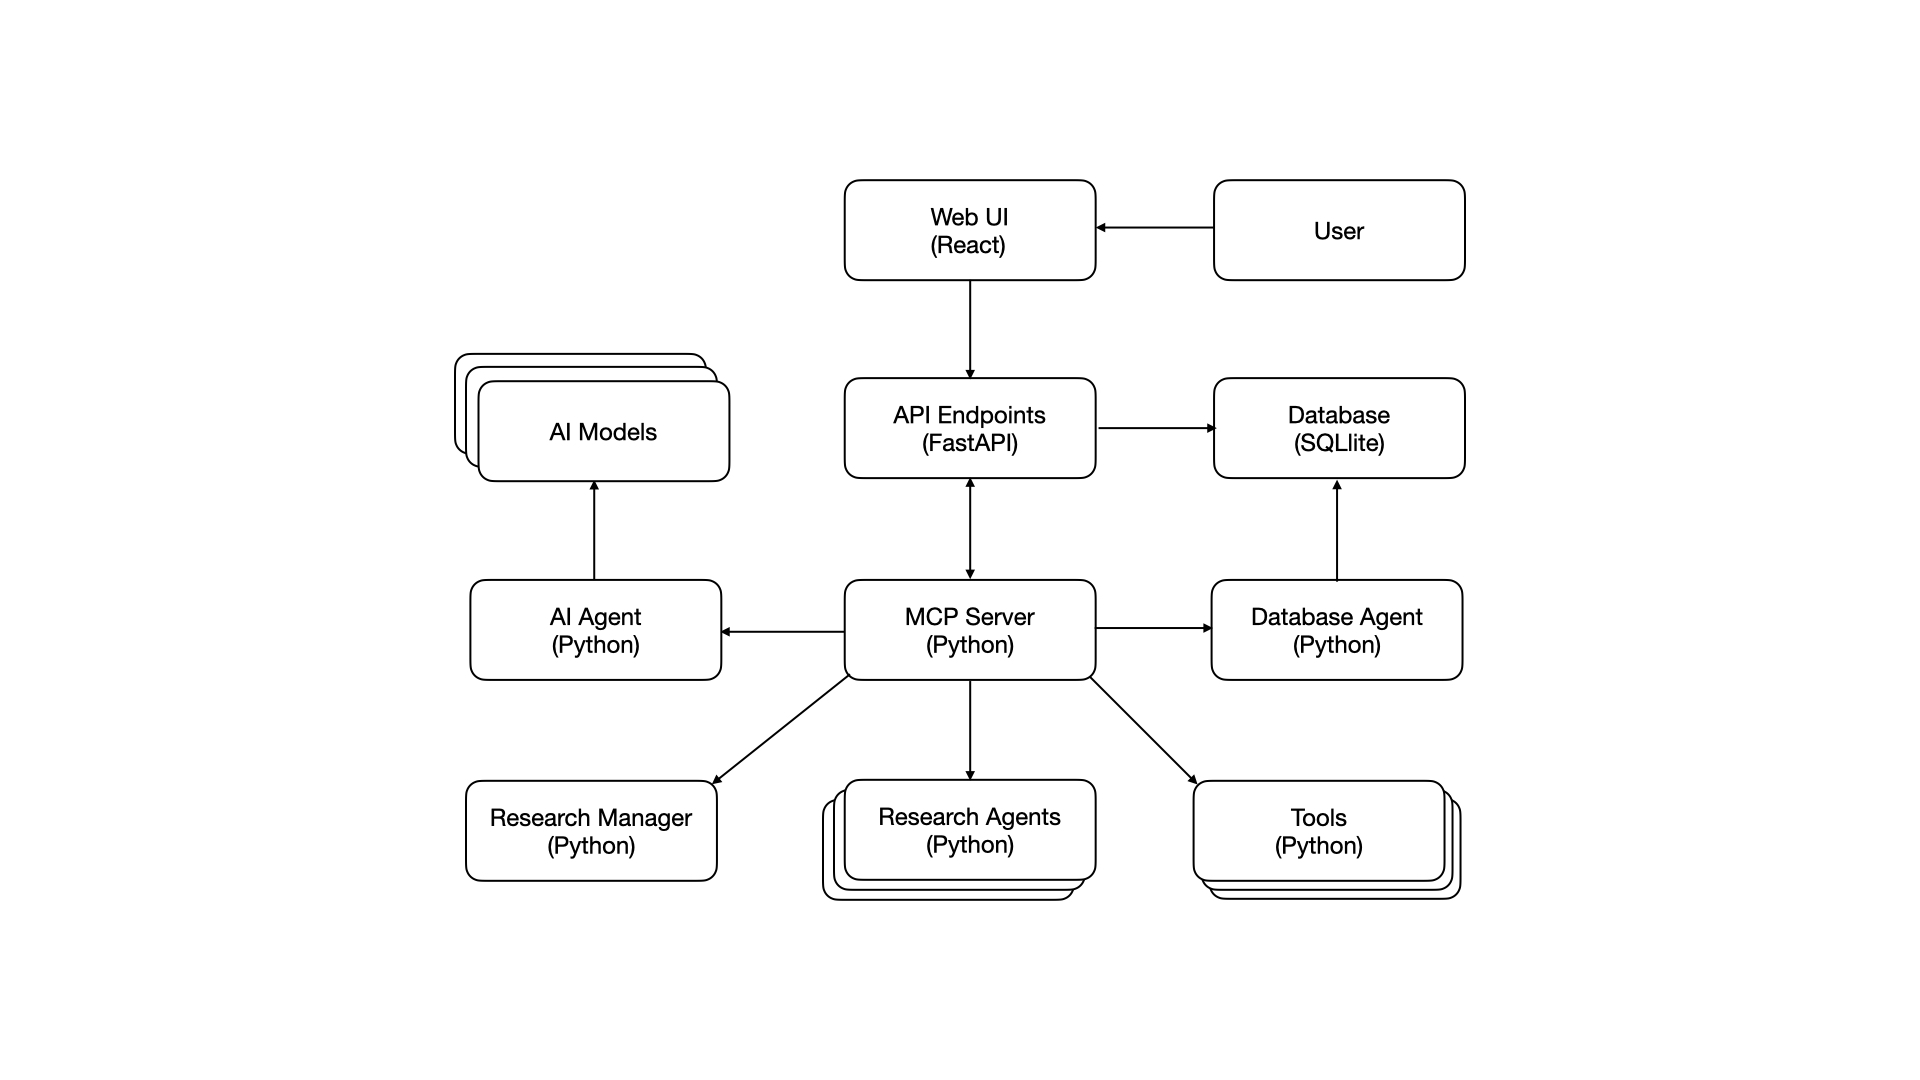 Web UI
(React)
User
AI Models
API Endpoints
(FastAPI)
Database
(SQLlite)
AI Agent
(Python)
MCP Server
(Python)
Database Agent
(Python)
Research Manager
(Python)
Research Agents
(Python)
Tools
(Python)